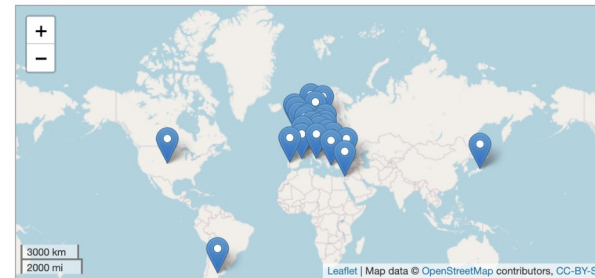 +
−
3000 km
2000 mi
Leaflet | Map data © OpenStreetMap contributors, CC-BY-S